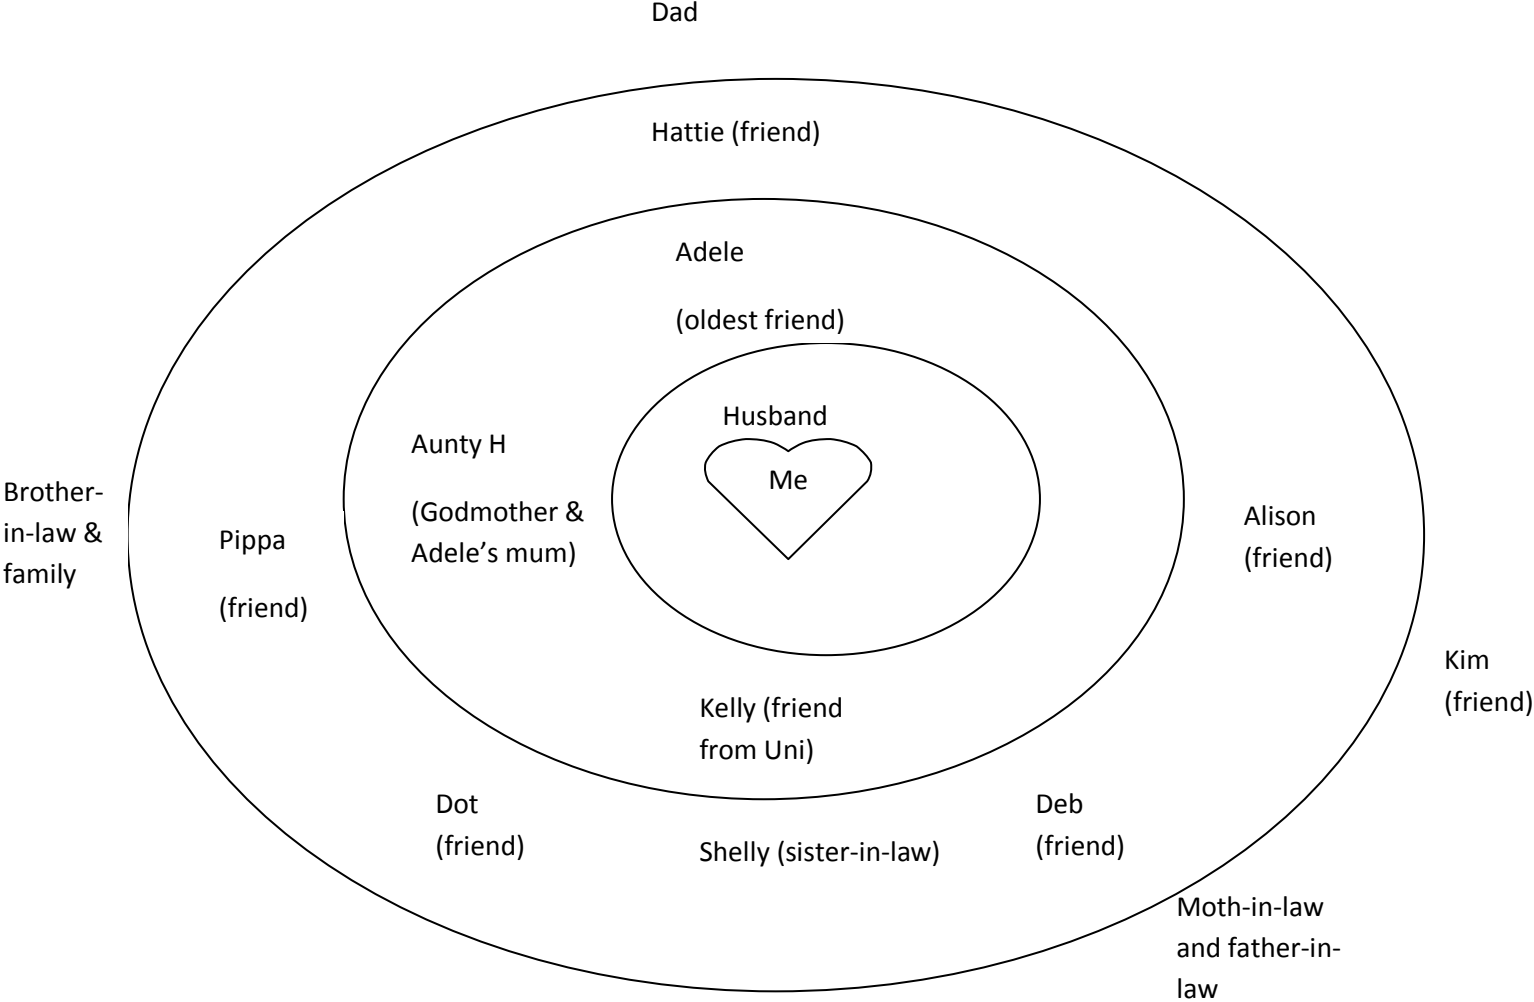 Dad
Hattie (friend)
Adele
(oldest friend)
Husband
Me
Aunty H
(Godmother &
Adele’s mum)
Brother-
in-law &
family
Pippa
(friend)
Alison
(friend)
Kim
(friend)
Kelly (friend
from Uni)
Dot
(friend)
Shelly (sister-in-law)
Deb
(friend)
Moth-in-law
and father-in-
law